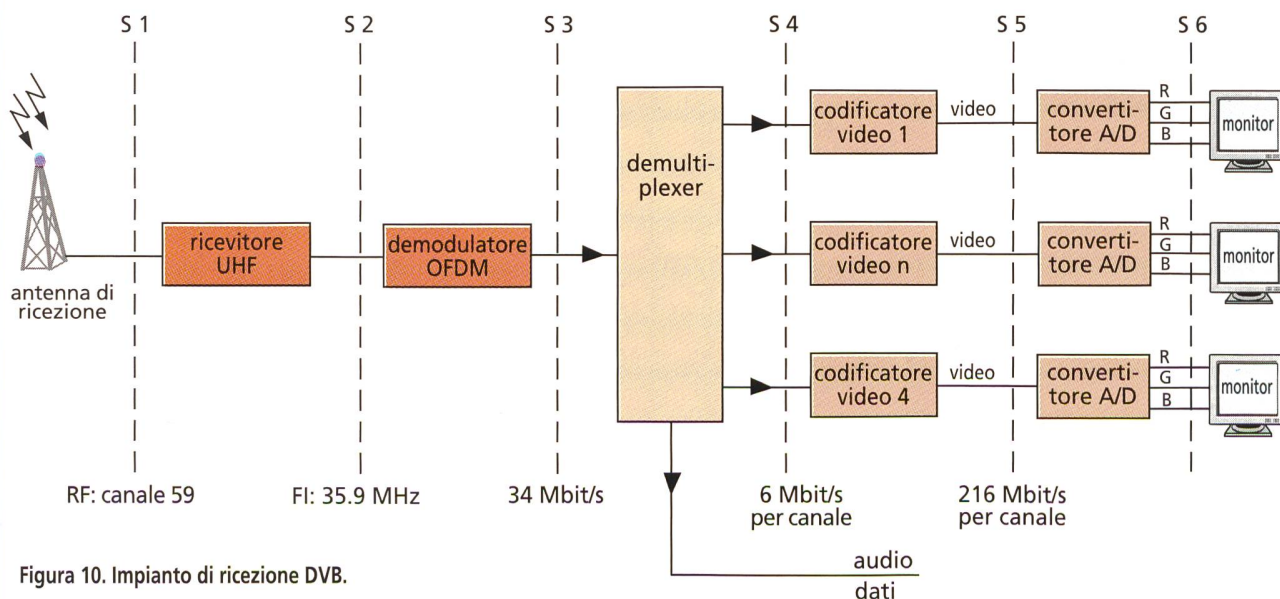 S 1
S 2
S 3
S 4
S 5
S 6
antenna di
ricezione
ricevitore
UHF
demodulatore
OFDM
demulti-
plexer
codificatore
video 1
video
converti-
tore A/D
R
G
B
monitor
codificatore
video n
video
converti-
tore A/D
R
G
B
monitor
codificatore
video 4
video
converti-
tore A/D
R
G
B
monitor
RF: canale 59
FI: 35.9 MHz
34 Mbit/s
6 Mbit/s
per canale
216 Mbit/s
per canale
audio
dati
Figura 10. Impianto di ricezione DVB.